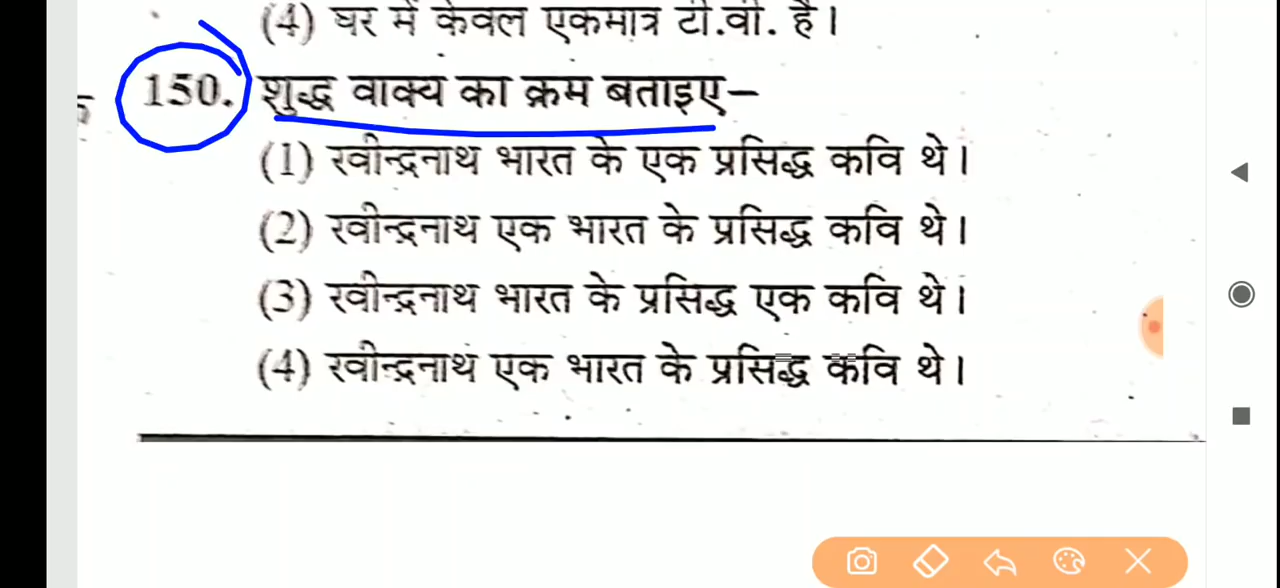 (4) घर में केवल एकमात्र टी.वी. है।
150. शुद्ध वाक्य का क्रम बताइए–
(1) रवीन्द्रनाथ भारत के एक प्रसिद्ध कवि थे।
(2) रवीन्द्रनाथ एक भारत के प्रसिद्ध कवि थे।
(3) रवीन्द्रनाथ भारत के प्रसिद्ध एक कवि थे।
(4) रवीन्द्रनाथ एक भारत के प्रसिद्ध कवि थे।